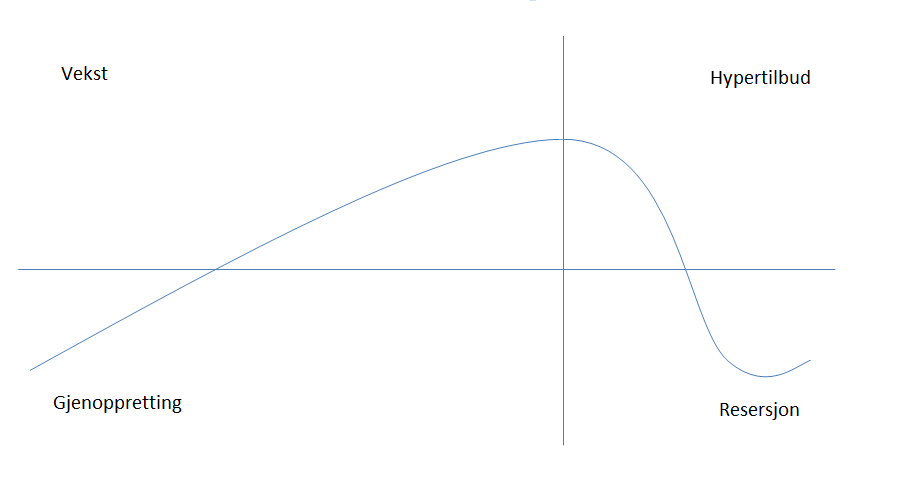 Vekst
Hypertilbud
Gjenoppretting
Resersjon